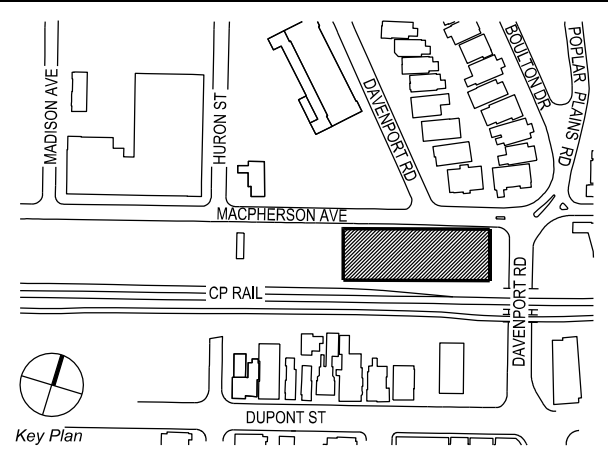 MADISON AVE
HURON ST
DAVENPORT RD
BOULTON DR
POPLAR PLAINS RD
MACPHERSON AVE
CP RAIL
DAVENPORT RD
DUPONT ST
Key Plan